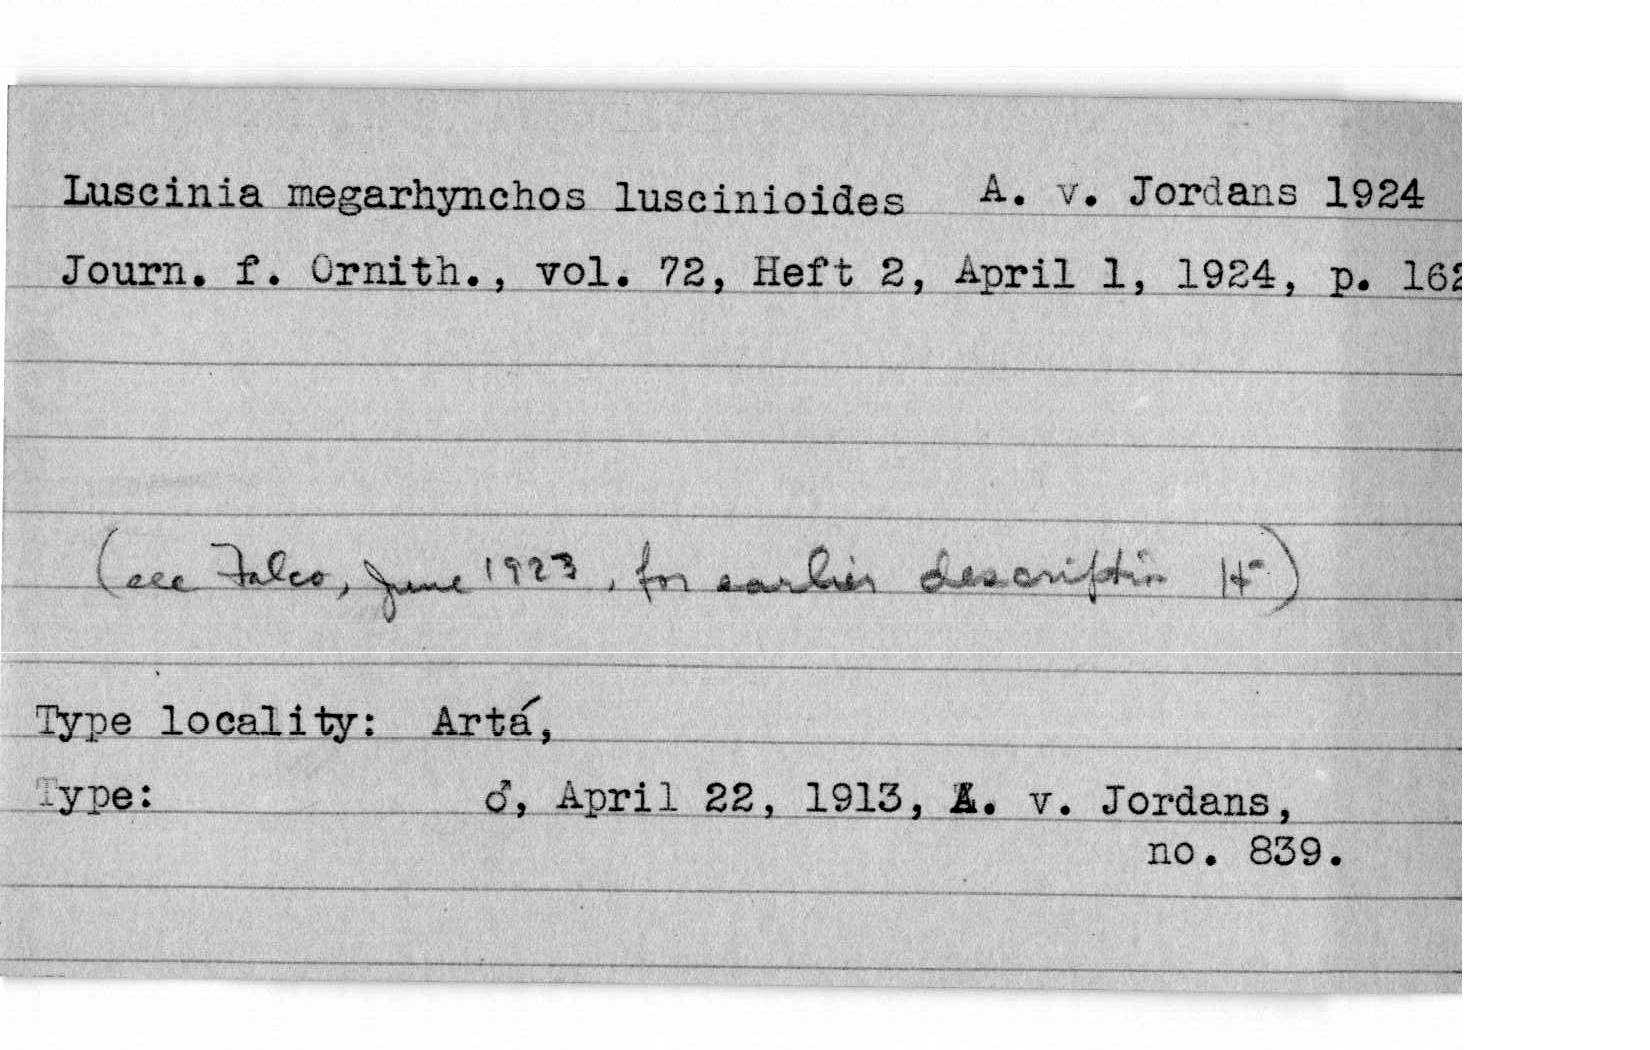 Luscinia megarhynchos luscinioides A. v. Jordans 1924
Journ. f. Ornith., vol. 72, Heft 2, April 1, 1924, p. 162
(see Falco, June 1923, for earlier description H)
Type locality: Artá,
Type: ♂, April 22, 1913, A. v. Jordans,
no. 839.